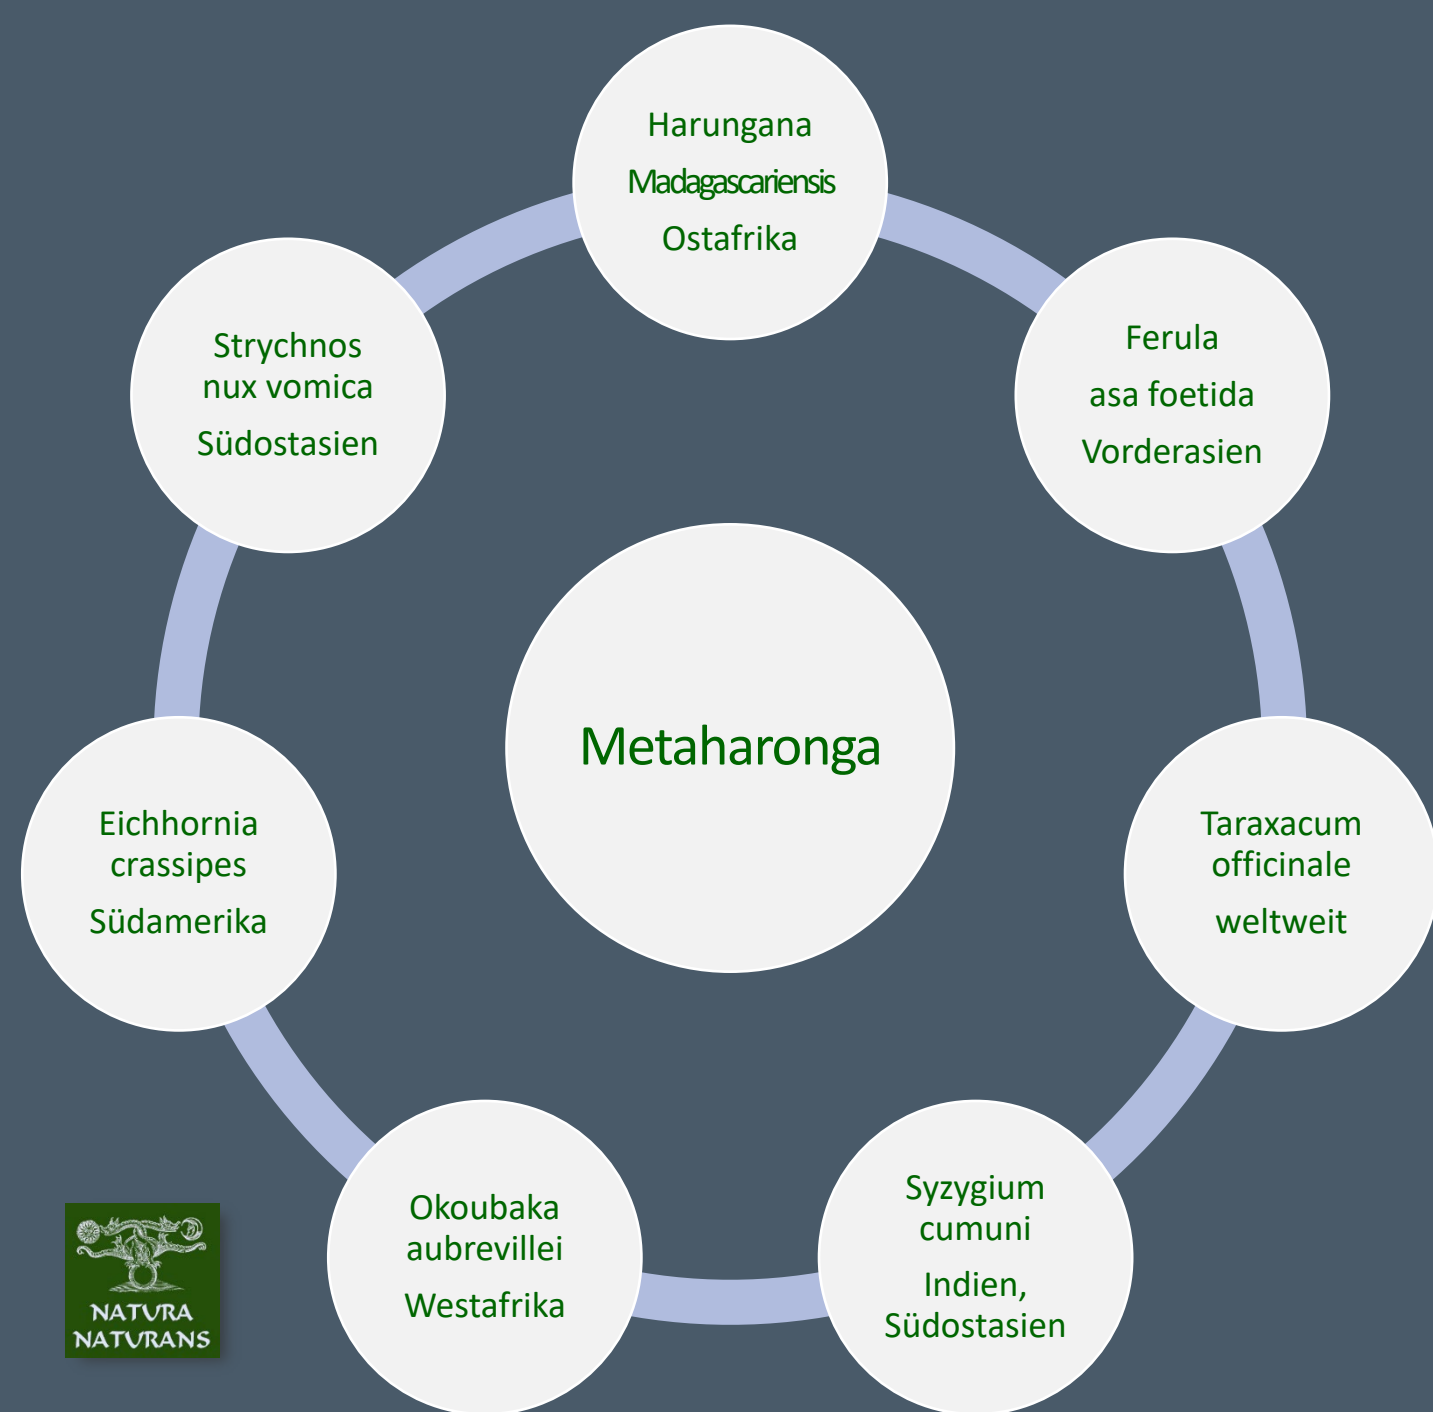 Harungana
Madagascariensis
Ostafrika
Ferula
asa foetida
Vorderasien
Taraxacum
officinale
weltweit
Syzygium
cumuni
Indien,
Südostasien
Okoubaka
aubrevillei
Westafrika
Eichhornia
crassipes
Südamerika
Strychnos
nux vomica
Südostasien
Metaharonga
NATURA
NATURANS